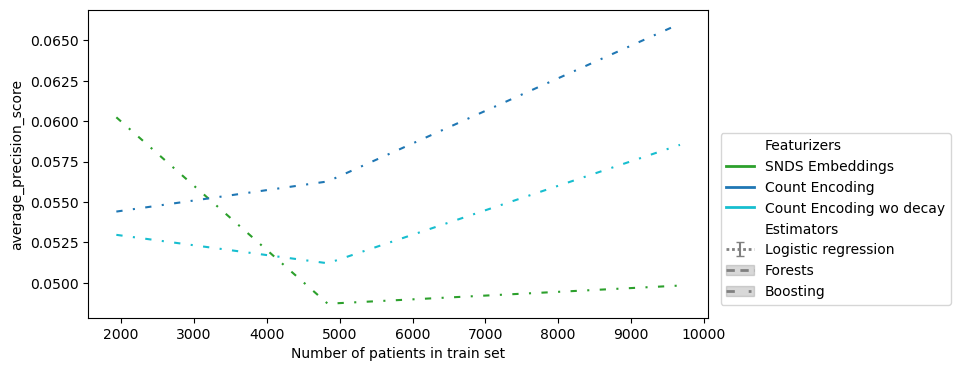 0.0650
0.0625
0.0600
0.0575
0.0550
0.0525
0.0500
average_precision_score
2000 3000 4000 5000 6000 7000 8000 9000 10000
Number of patients in train set
Featurizers
SNDS Embeddings
Count Encoding
Count Encoding wo decay
Estimators
Logistic regression
Forests
Boosting